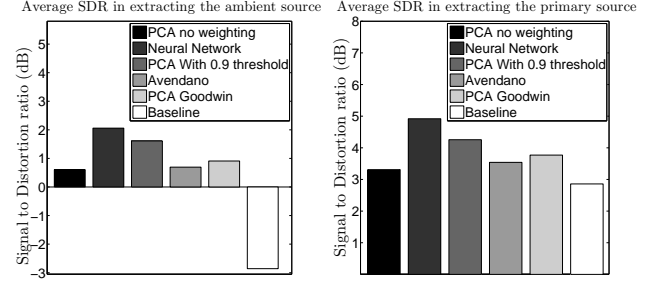 Average SDR in extracting the ambient source
Signal to Distortion ratio (dB)
5
4
3
2
1
0
−1
−2
−3
PCA no weighting
Neural Network
PCA With 0.9 threshold
Avendano
PCA Goodwin
Baseline
Average SDR in extracting the primary source
Signal to Distortion ratio (dB)
8
7
6
5
4
3
2
1
PCA no weighting
Neural Network
PCA With 0.9 threshold
Avendano
PCA Goodwin
Baseline